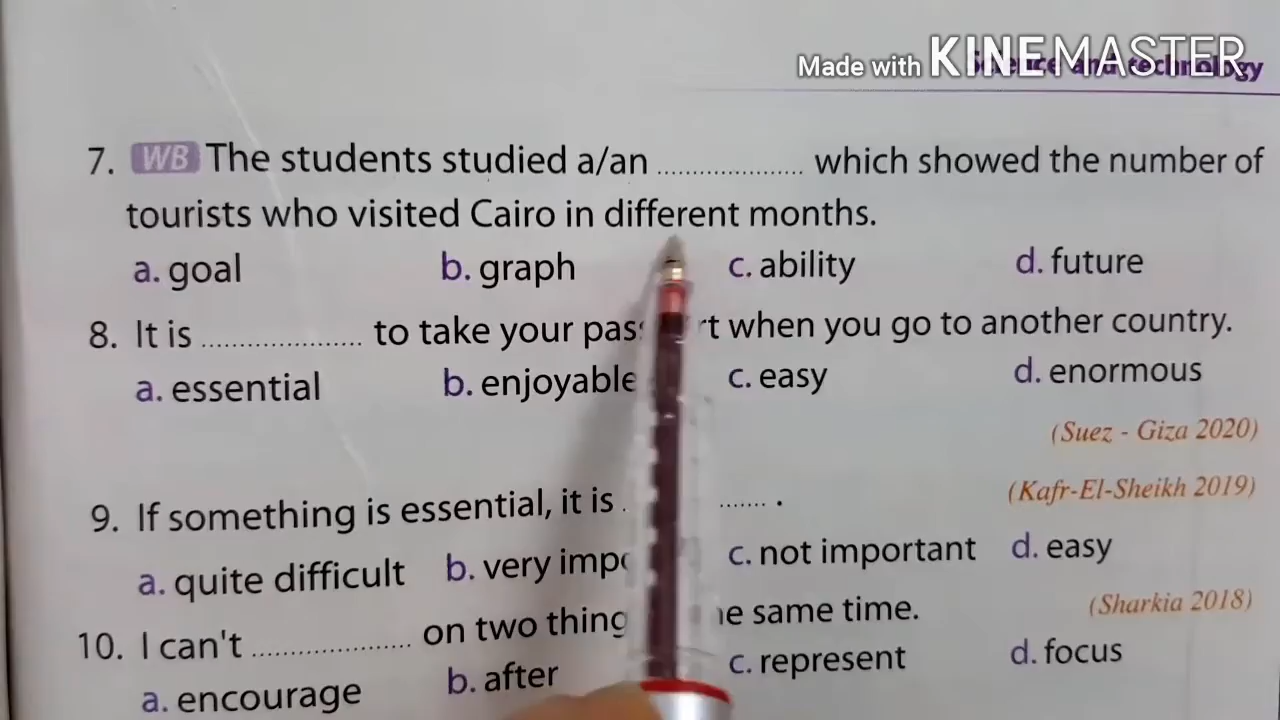 Made with KINEMASTER
Science and technology
7. WB The students studied a/an .................... which showed the number of
tourists who visited Cairo in different months.
a. goal b. graph c. ability d. future
8. It is .................... to take your when you go to another country.
a. essential b. enjoyable c. easy d. enormous
(Suez - Giza 2020)
9. If something is essential, it is ........ .
(Kafr-El-Sheikh 2019)
a. quite difficult b. very c. not important d. easy
(Sharkia 2018)
10. I can't .................... on two same time.
a. encourage b. after c. represent d. focus